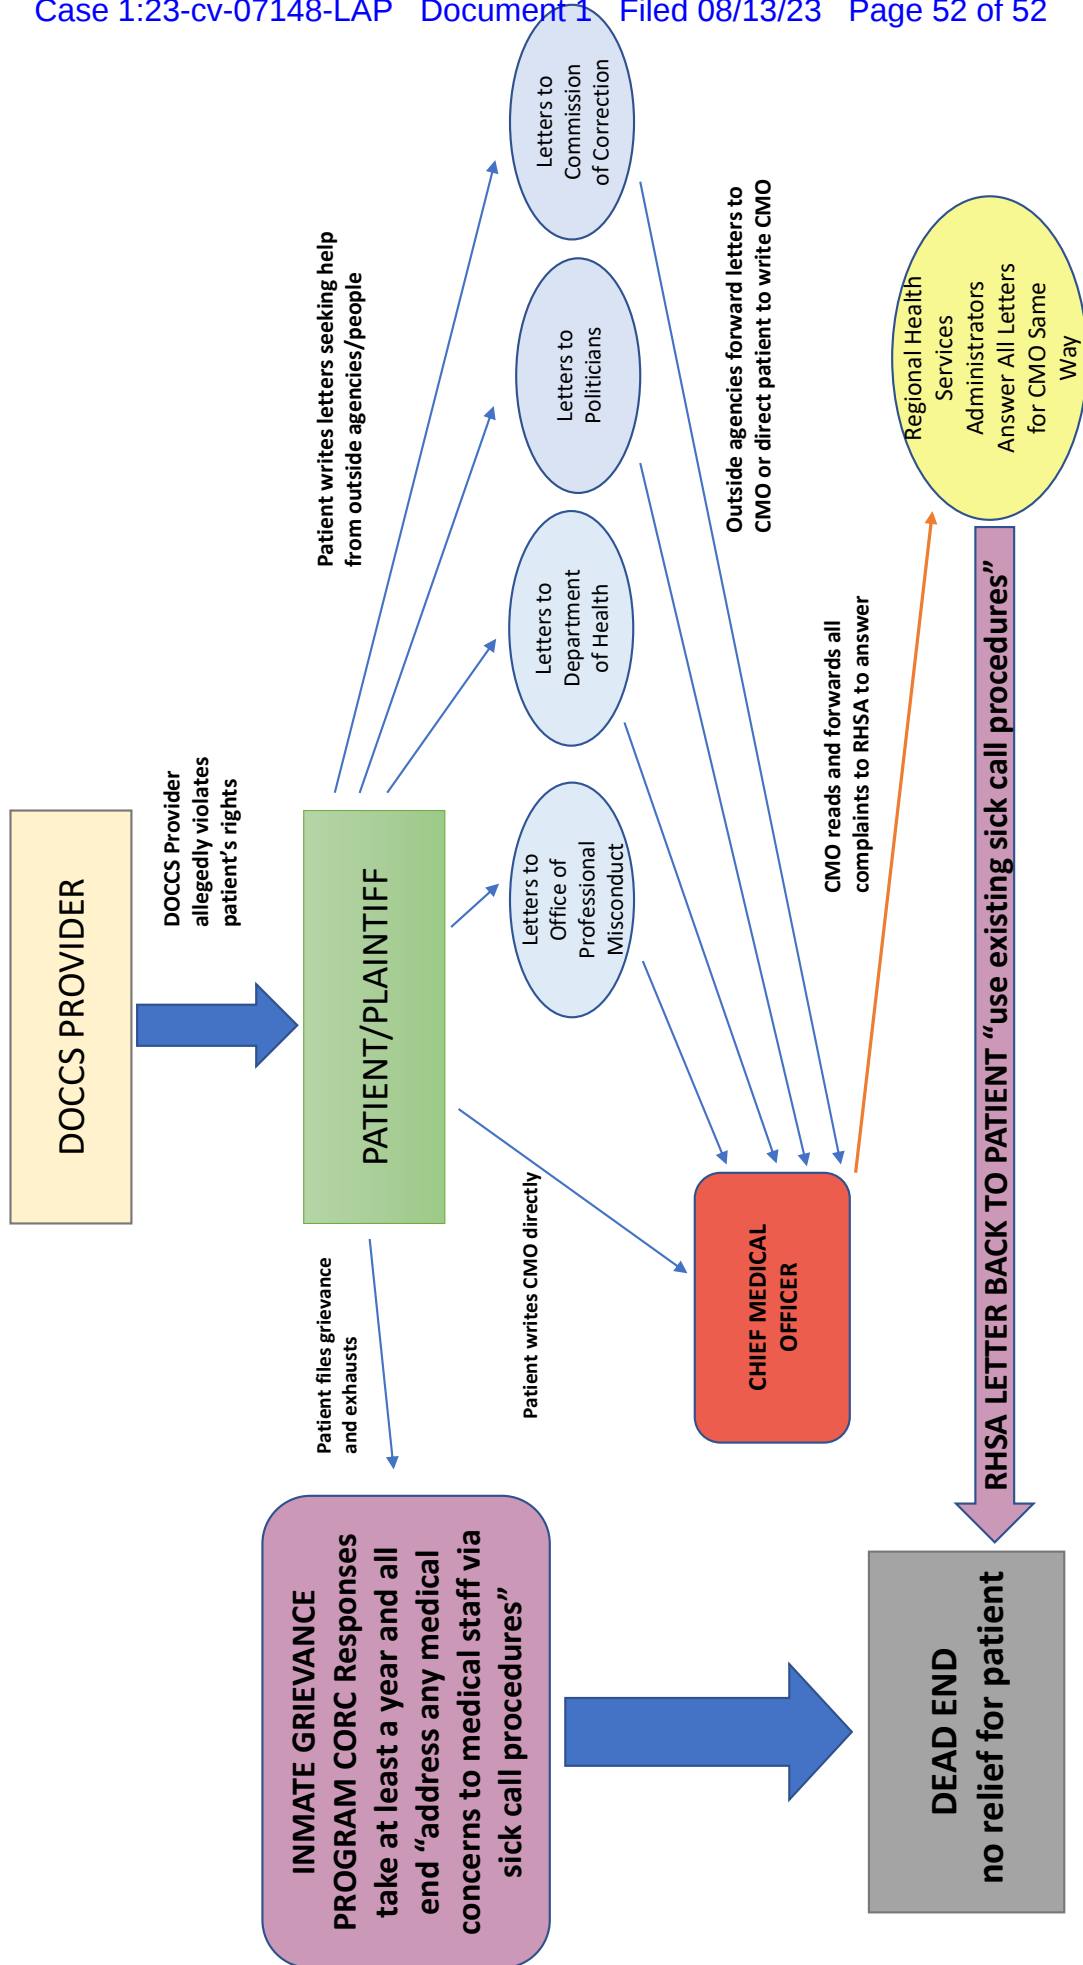 Case 1:23-cv-07148-LAP Document 1 Filed 08/13/23 Page 52 of 52
DOCCS PROVIDER
DOCCS Provider
allegedly violates
patient's rights
PATIENT/PLAINTIFF
Patient files grievance
and exhausts
Patient writes letters seeking help
from outside agencies/people
INMATE GRIEVANCE
PROGRAM CORC Responses
take at least a year and all
end “address any medical
concerns to medical staff via
sick call procedures”
Patient writes CMO directly
Letters to
Office of
Professional
Misconduct
Letters to
Department
of Health
Letters to
Politicians
Letters to
Commission
of Correction
Outside agencies forward letters to
CMO or direct patient to write CMO
CHIEF MEDICAL
OFFICER
CMO reads and forwards all
complaints to RHSA to answer
Regional Health
Services
Administrators
Answer All Letters
for CMO Same
Way
RHSA LETTER BACK TO PATIENT “use existing sick call procedures”
DEAD END
no relief for patient